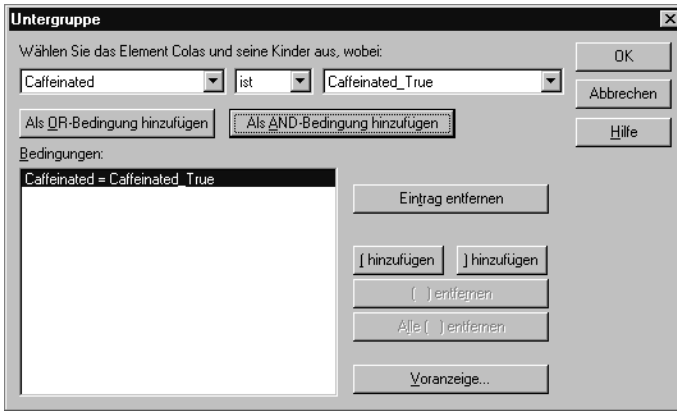 Untergruppe
Wählen Sie das Element Colas und seine Kinder aus, wobei:
Caffeinated ist Caffeinated_True
OK
Abbrechen
Als OR-Bedingung hinzufügen Als AND-Bedingung hinzufügen
Hilfe
Bedingungen:
Caffeinated = Caffeinated_True
Eintrag entfernen
( hinzufügen ) hinzufügen
( ) entfernen
Alle ( ) entfernen
Voranzeige...